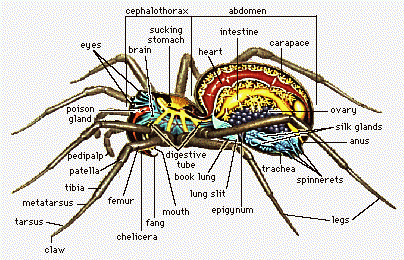 cephalothorax
abdomen
sucking
stomach
intestine
eyes
brain
heart
carapace
poison
gland
ovary
silk glands
anus
pedipalp
digestive
tube
patella
book lung
trachea
spinnerets
tibia
lung slit
metatarsus
femur
mouth
epigynum
legs
tarsus
fang
claw
chelicera